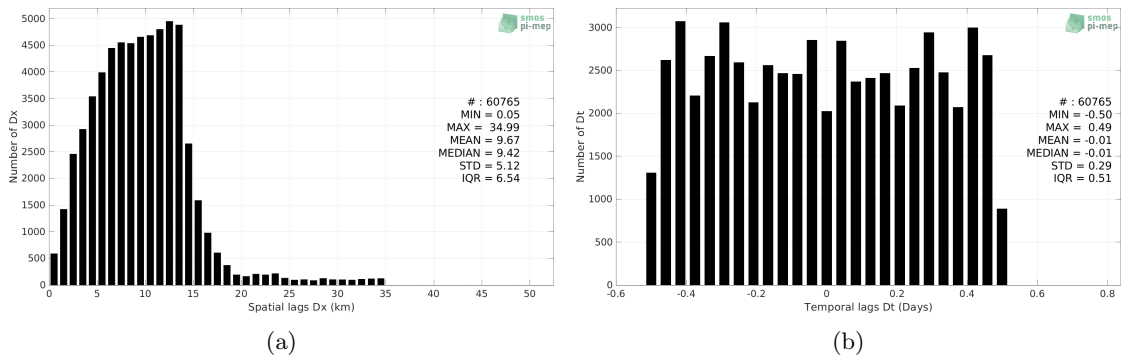 5000
4500
4000
3500
3000
2500
2000
1500
1000
500
0
Number of Dx
0 5 10 15 20 25 30 35 40 45 50
Spatial lags Dx (km)
smos
pi-mep
# : 60765
MIN = 0.05
MAX = 34.99
MEAN = 9.67
MEDIAN = 9.42
STD = 5.12
IQR = 6.54
(a)
3000
2500
2000
1500
1000
500
0
Number of Dt
-0.6 -0.4 -0.2 0 0.2 0.4 0.6 0.8
Temporal lags Dt (Days)
smos
pi-mep
# : 60765
MIN = -0.50
MAX = 0.49
MEAN = -0.01
MEDIAN = -0.01
STD = 0.29
IQR = 0.51
(b)